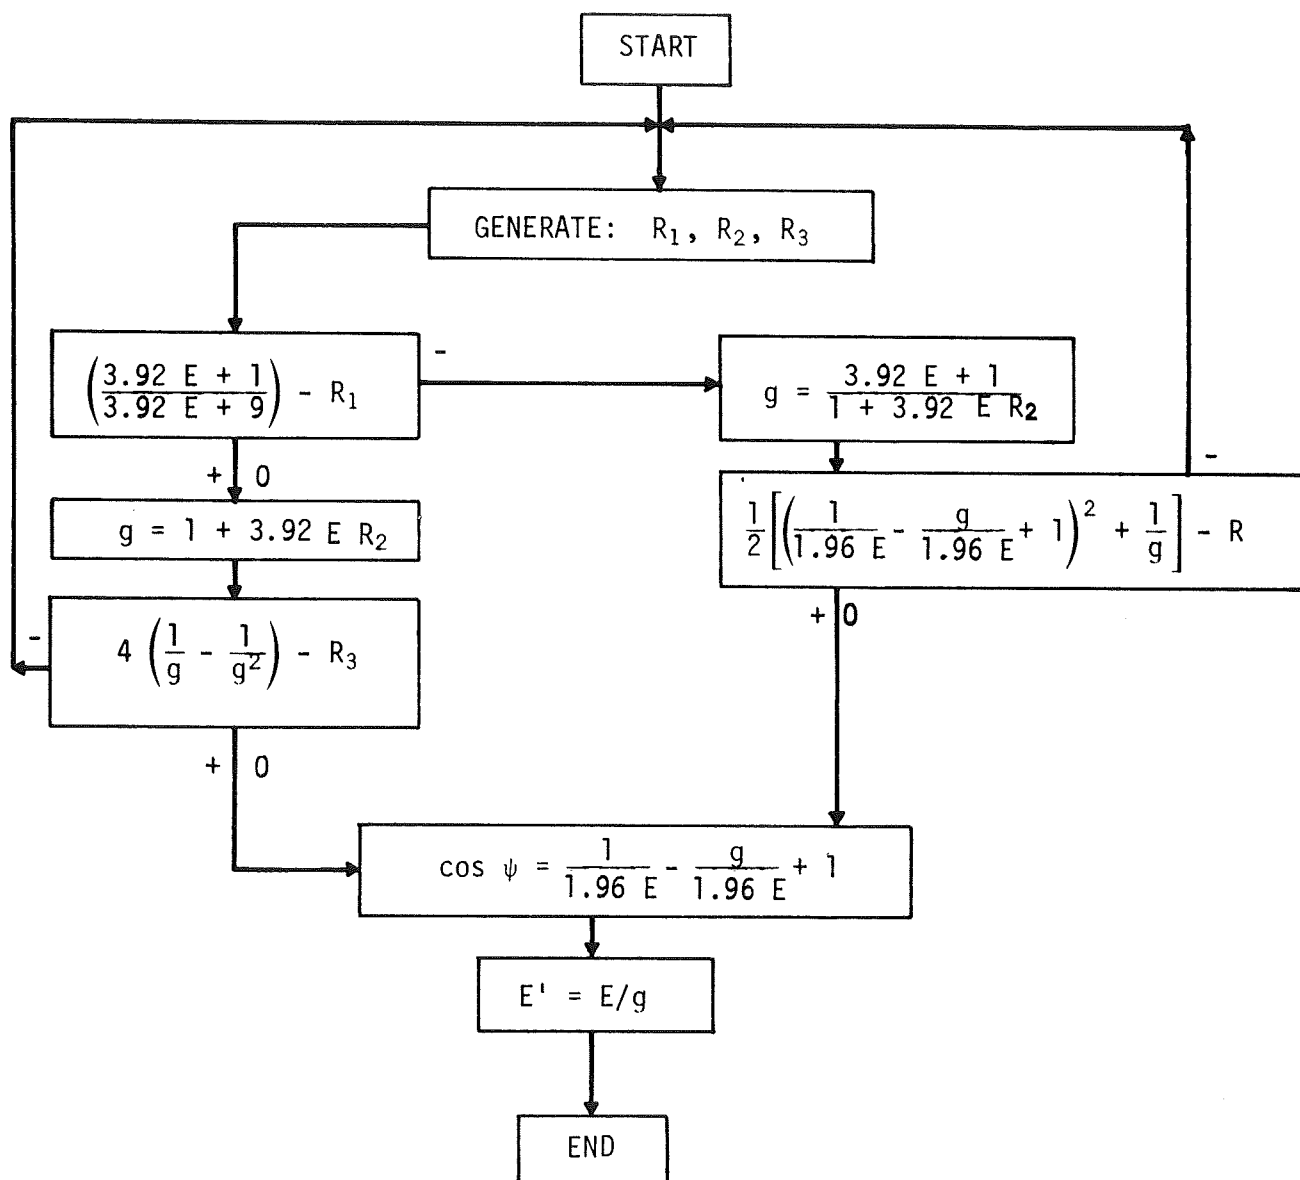 START
GENERATE: R₁, R₂, R₃
(3.92 E + 1 / 3.92 E + 9) - R₁
-
+ 0
g = 3.92 E + 1 / 1 + 3.92 E R₂
g = 1 + 3.92 E R₂
1/2 [(1/1.96 E - g/1.96 E + 1)² + 1/g] - R
-
+ 0
4 (1/g - 1/g²) - R₃
-
+ 0
cos ψ = 1/1.96 E - g/1.96 E + 1
E' = E/g
END